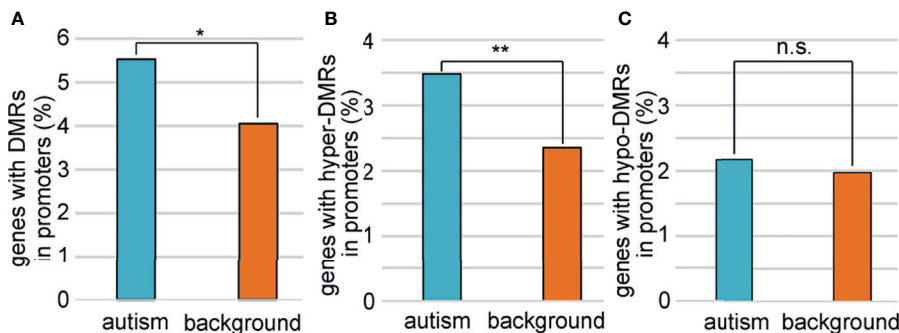 A
genes with DMRs
in promoters (%)
6
5
4
3
2
1
0
*
autism
background
B
genes with hyper-DMRs
in promoters (%)
4
3
2
1
0
**
autism
background
C
genes with hypo-DMRs
in promoters (%)
4
3
2
1
0
n.s.
autism
background